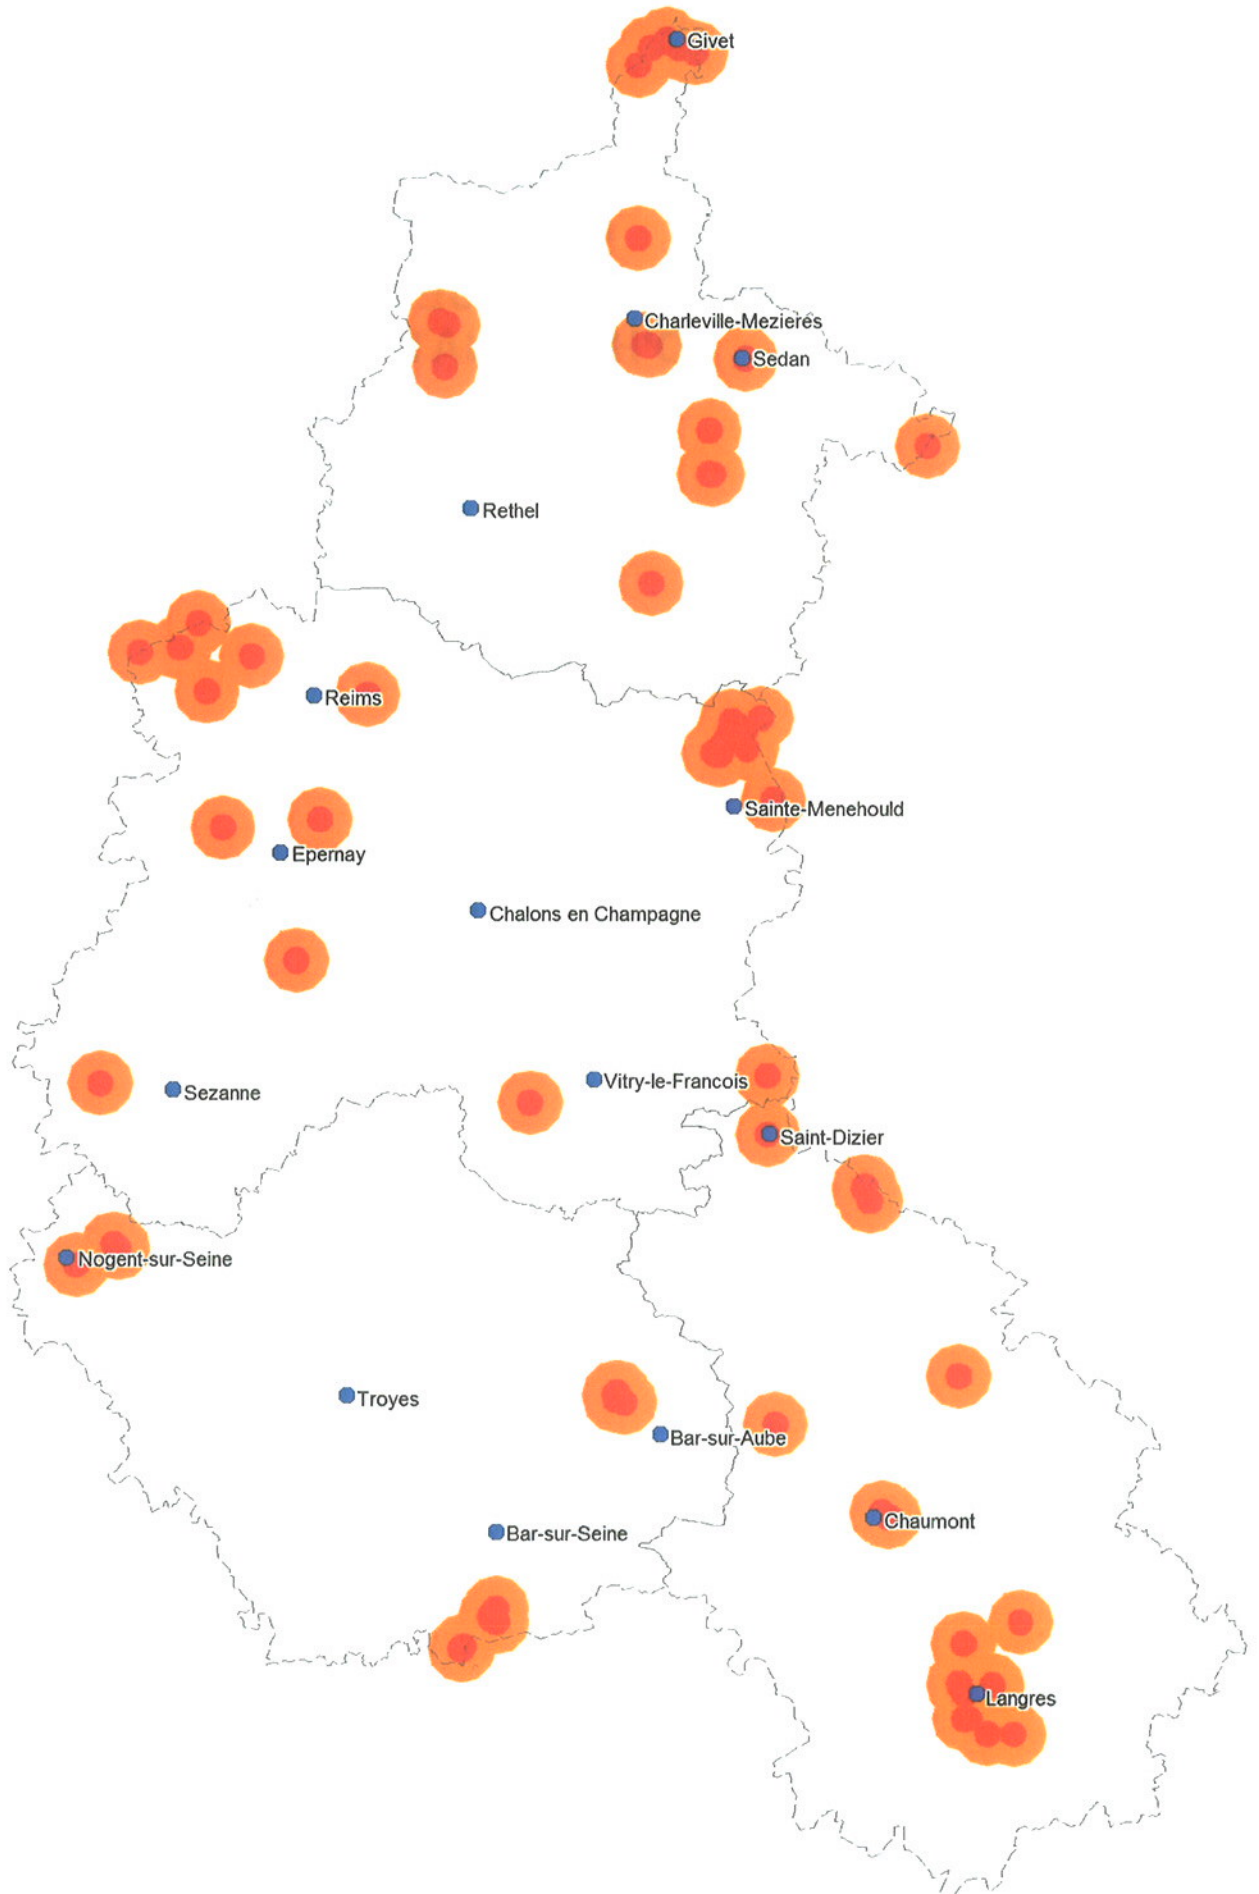 Givet
Charleville-Mezieres
Sedan
Rethel
Reims
Sainte-Menehould
Epernay
Chalons en Champagne
Vitry-le-Francois
Sezanne
Saint-Dizier
Nogent-sur-Seine
Troyes
Bar-sur-Aube
Chaumont
Bar-sur-Seine
Langres